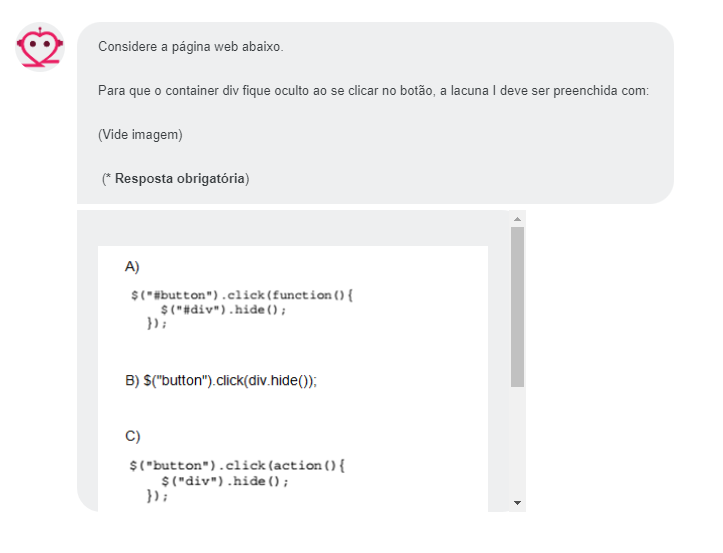 Considere a página web abaixo.
Para que o container div fique oculto ao se clicar no botão, a lacuna I deve ser preenchida com:
(Vide imagem)
(* Resposta obrigatória)
A)
$("#button").click(function(){
$("#div").hide();
});
B) $("button").click(div.hide());
C)
$("button").click(action(){
$("div").hide();
});